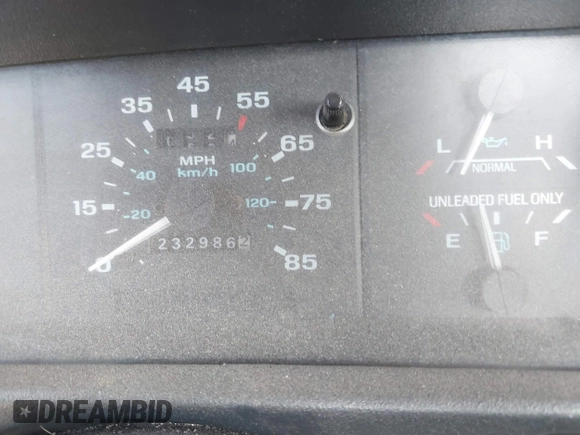 45
35 55
25 65
MPH
40 km/h 100
15 20 120 75
2329862
0 85
L H
NORMAL
UNLEADED FUEL ONLY
E F
DREAMBID